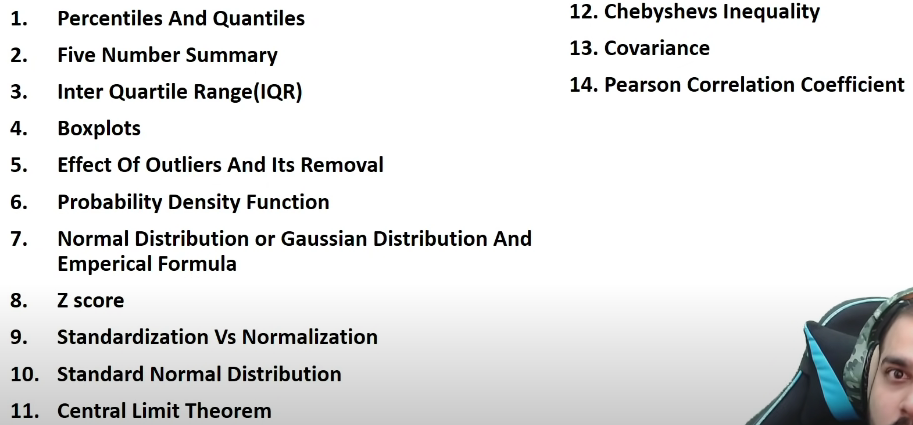 1. Percentiles And Quantiles
2. Five Number Summary
3. Inter Quartile Range(IQR)
4. Boxplots
5. Effect Of Outliers And Its Removal
6. Probability Density Function
7. Normal Distribution or Gaussian Distribution And
Emperical Formula
8. Z score
9. Standardization Vs Normalization
10. Standard Normal Distribution
11. Central Limit Theorem
12. Chebyshevs Inequality
13. Covariance
14. Pearson Correlation Coefficient